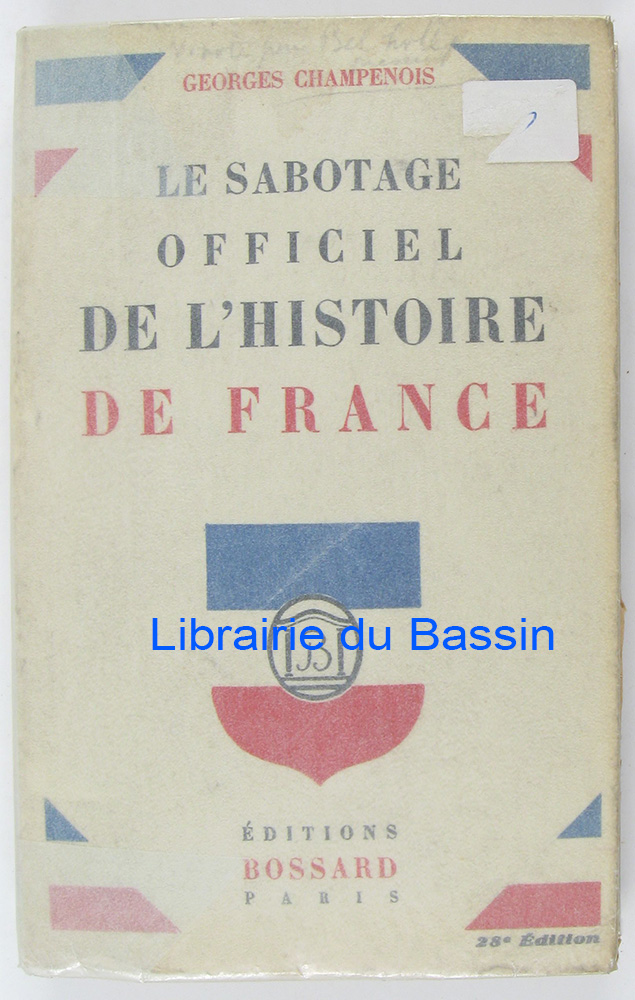 GEORGES CHAMPENOIS
LE SABOTAGE
OFFICIEL
DE L'HISTOIRE
DE FRANCE
Librairie du Bassin
ÉDITIONS
BOSSARD
PARIS
28e Édition